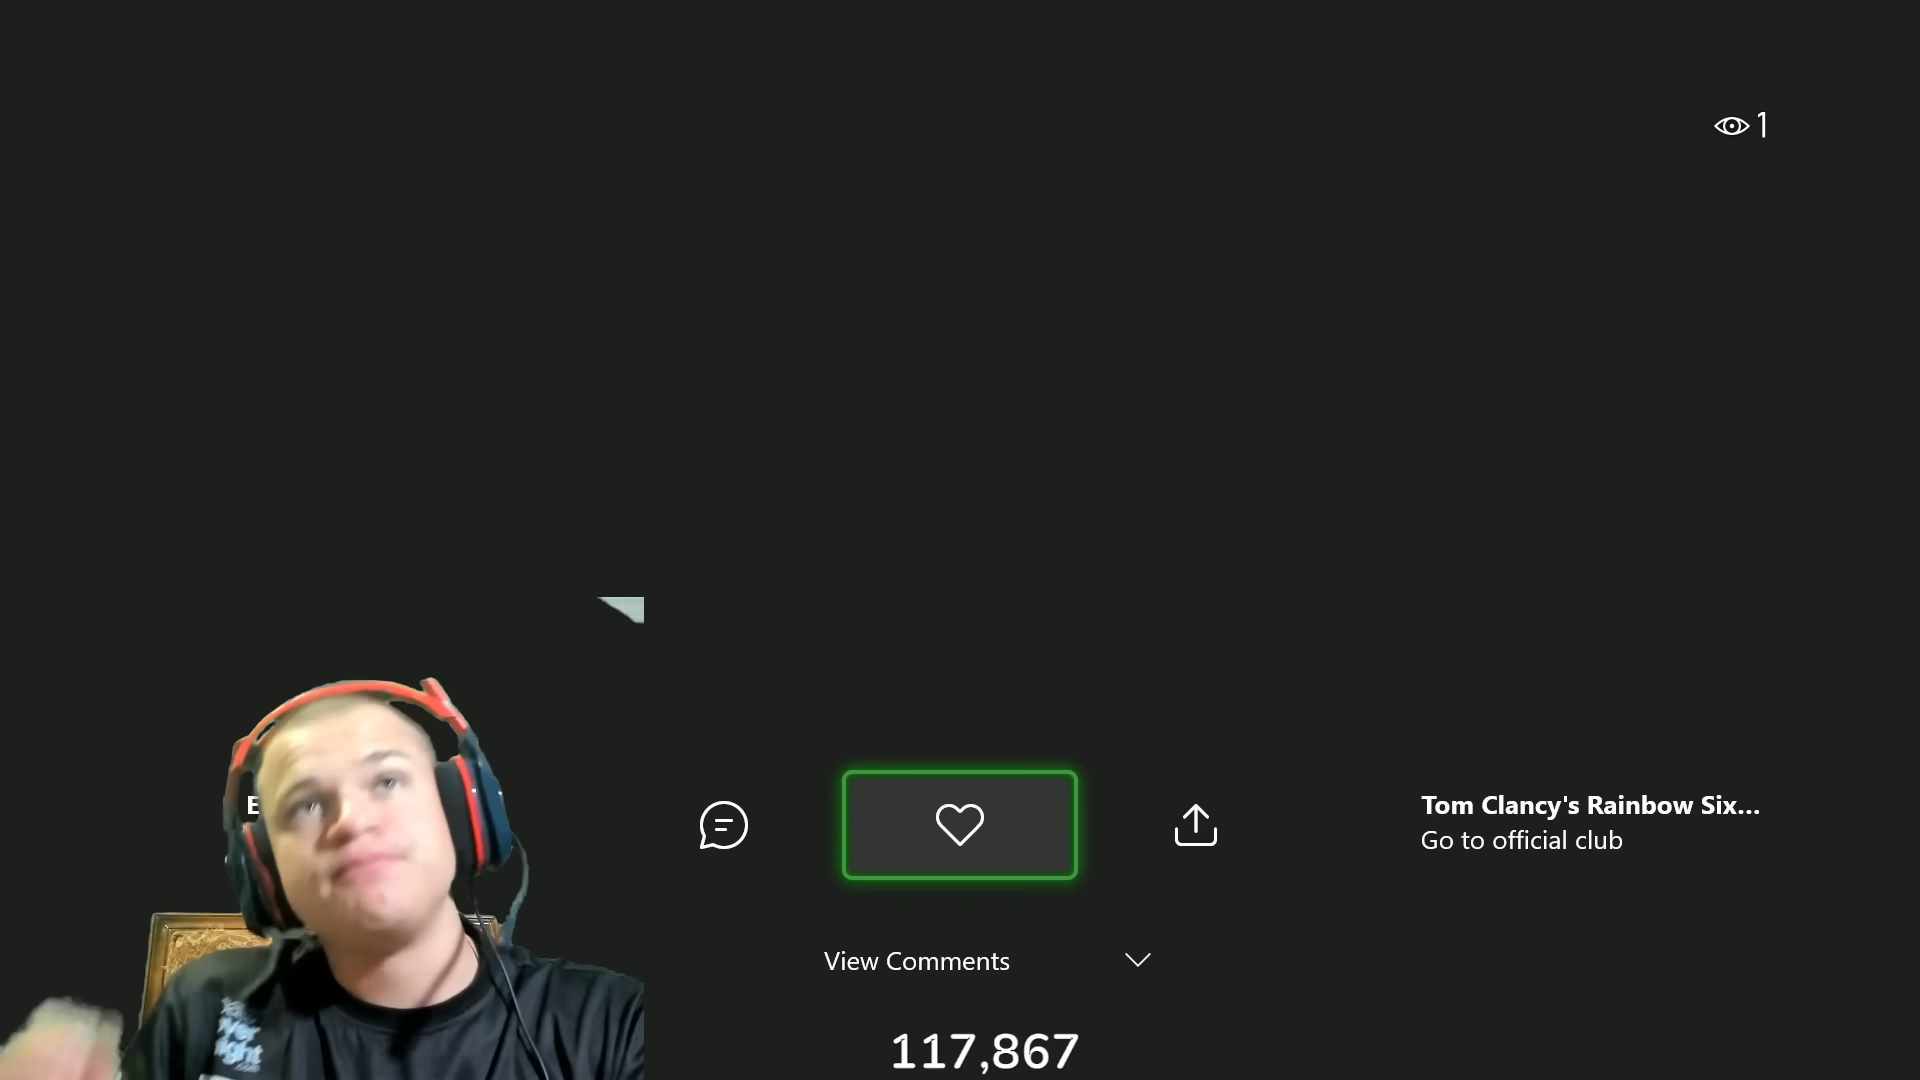 1
E
Tom Clancy's Rainbow Six...
Go to official club
View Comments
117,867